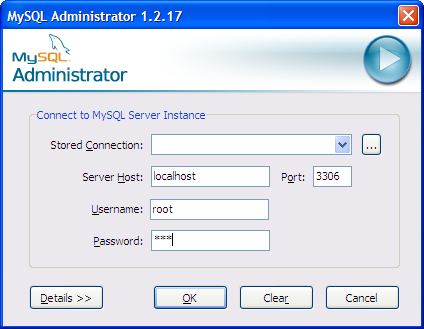 MySQL Administrator 1.2.17
MySQL
Administrator
Connect to MySQL Server Instance
Stored Connection:
...
Server Host: localhost Port: 3306
Username: root
Password: ***
Details >> OK Clear Cancel